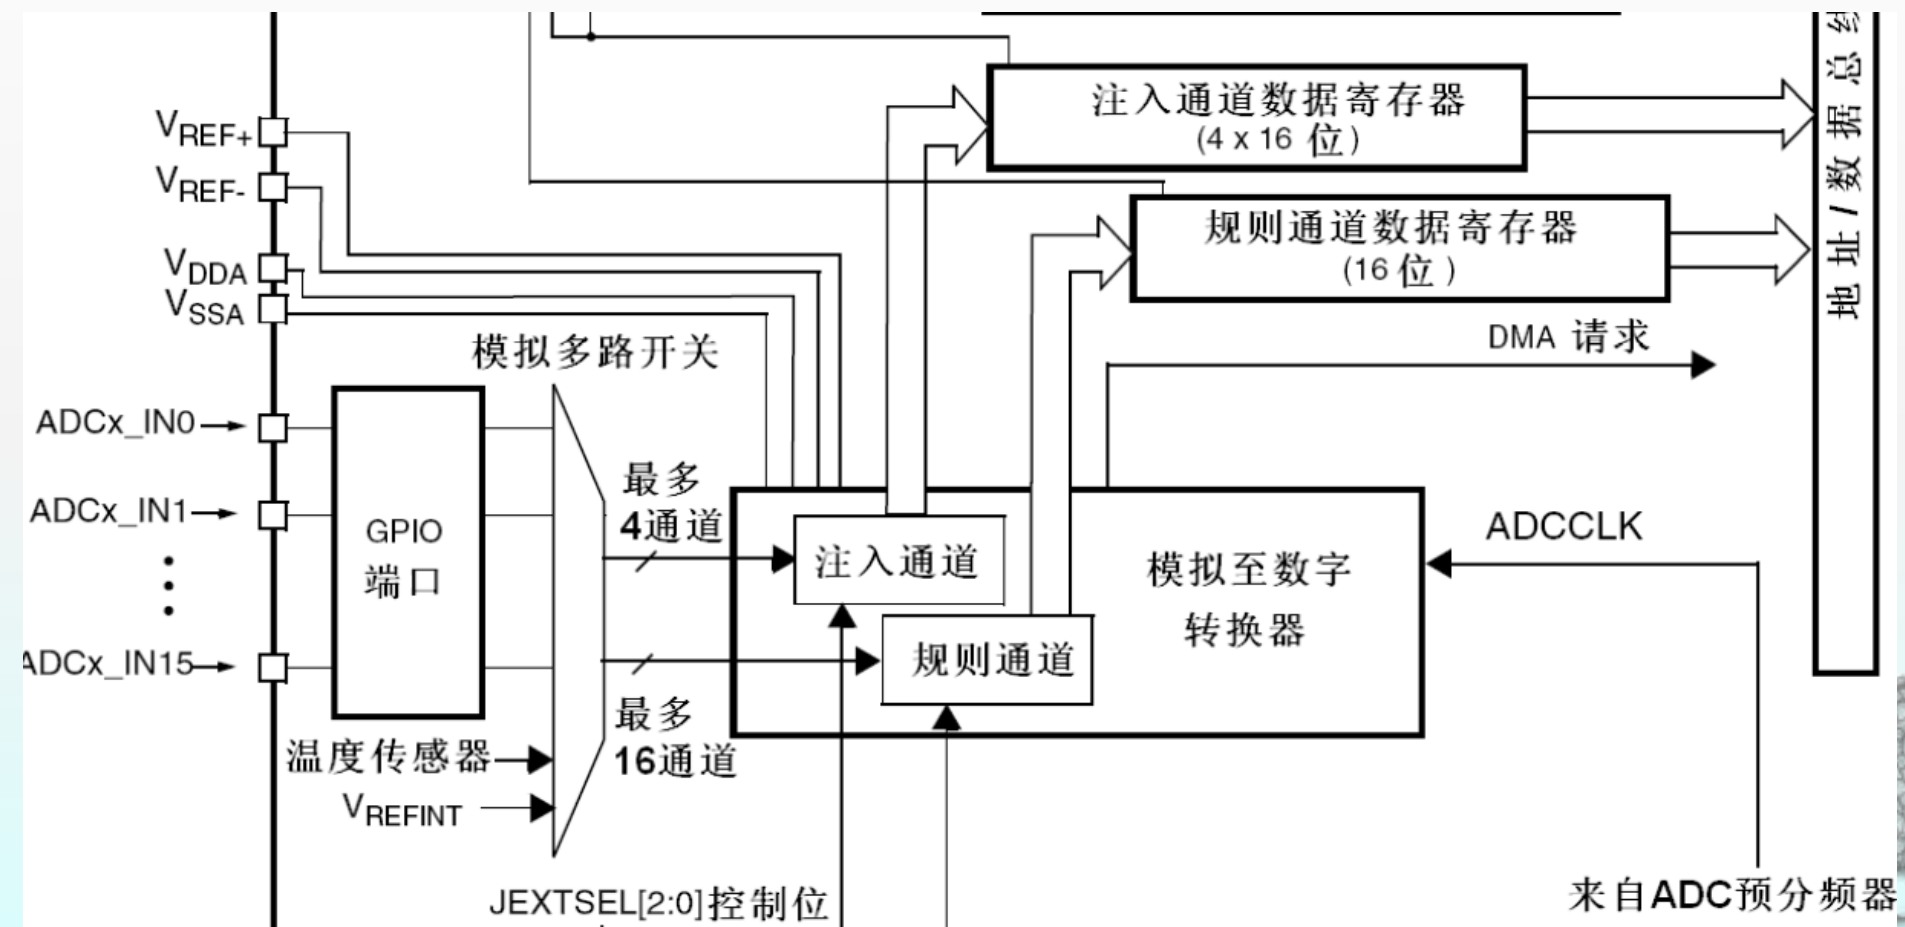 注入通道数据寄存器
(4 x 16 位)
VREF+
VREF-
规则通道数据寄存器
(16 位 )
VDDA
VSSA
地址/数据总
DMA 请求
模拟多路开关
ADCx_IN0
ADCx_IN1
ADCx_IN15
GPIO
端口
最多
4通道
注入通道
规则通道
模拟至数字
转换器
ADCCLK
最多
16通道
温度传感器
VREFINT
JEXTSEL[2:0]控制位
来自ADC预分频器